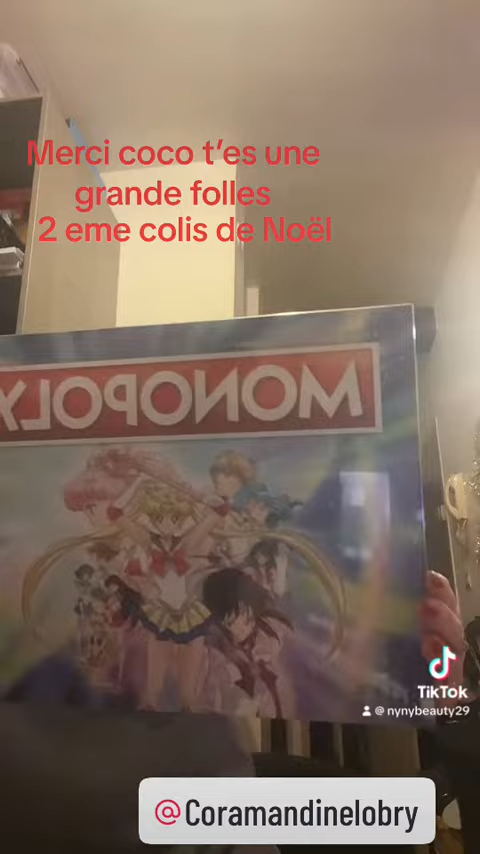 Merci coco t'es une
grande folles
2 eme colis de Noël
MONOPOLY
TikTok
@nynybeauty29
@Coramandinelobry